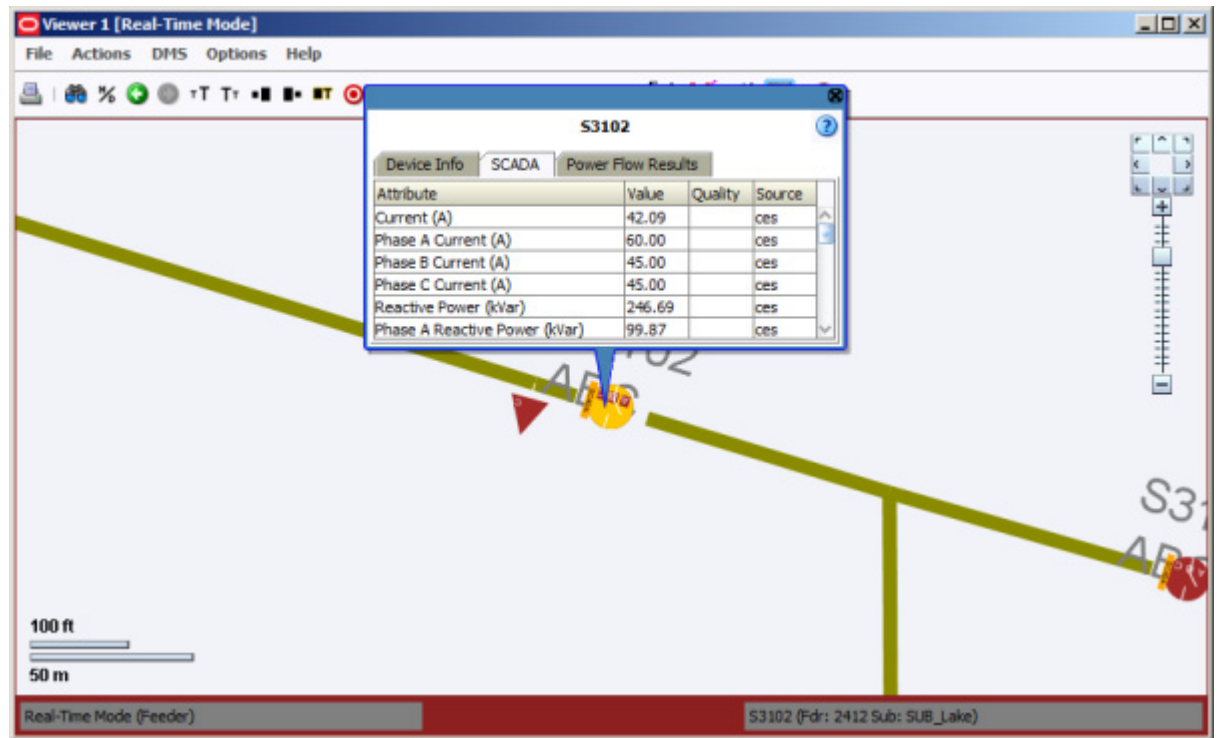 Viewer 1 [Real-Time Mode]
File Actions DMS Options Help
S3102
Device Info SCADA Power Flow Results
Attribute Value Quality Source
Current (A) 42.09 ces
Phase A Current (A) 60.00 ces
Phase B Current (A) 45.00 ces
Phase C Current (A) 45.00 ces
Reactive Power (kVar) 246.69 ces
Phase A Reactive Power (kVar) 99.87 ces
100 ft
50 m
Real-Time Mode (Feeder) S3102 (Fdr: 2412 Sub: SUB_Lake)